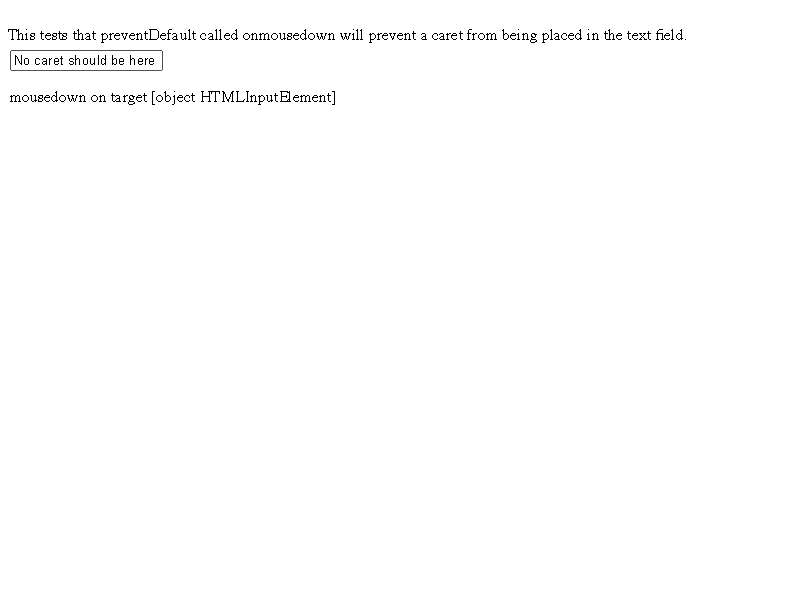 This tests that preventDefault called onmousedown will prevent a caret from being placed in the text field.
No caret should be here
mousedown on target [object HTMLInputElement]